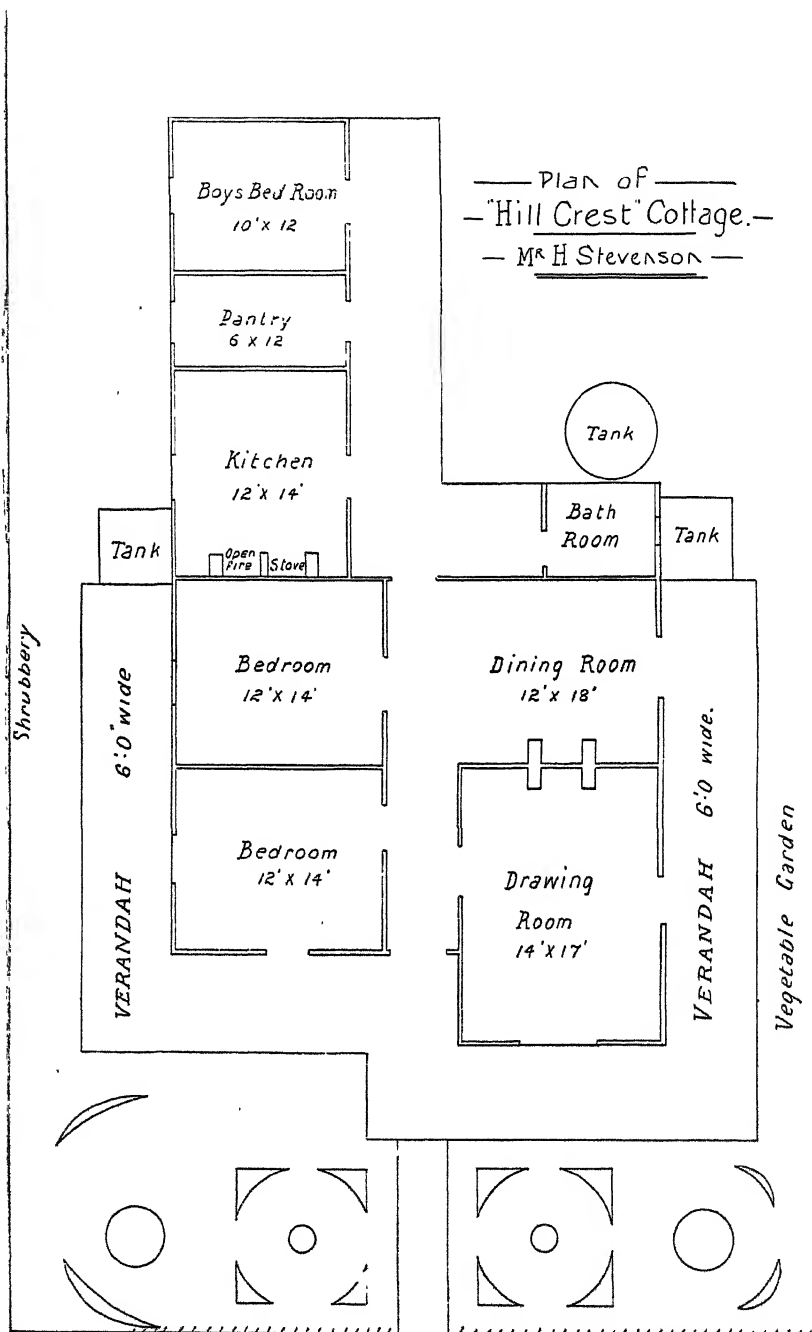 Plan of
"Hill Crest" Cottage.
Mr H Stevenson
Boys Bed Room
10' x 12
Pantry
6 x 12
Kitchen
12' x 14'
Open
fire
Stove
Tank
Tank
Bath
Room
Tank
Shrubbery
VERANDAH 6'.0" wide
Bedroom
12' x 14'
Dining Room
12' x 18'
Bedroom
12' x 14'
Drawing
Room
14' x 17'
VERANDAH 6'.0 wide.
Vegetable Garden